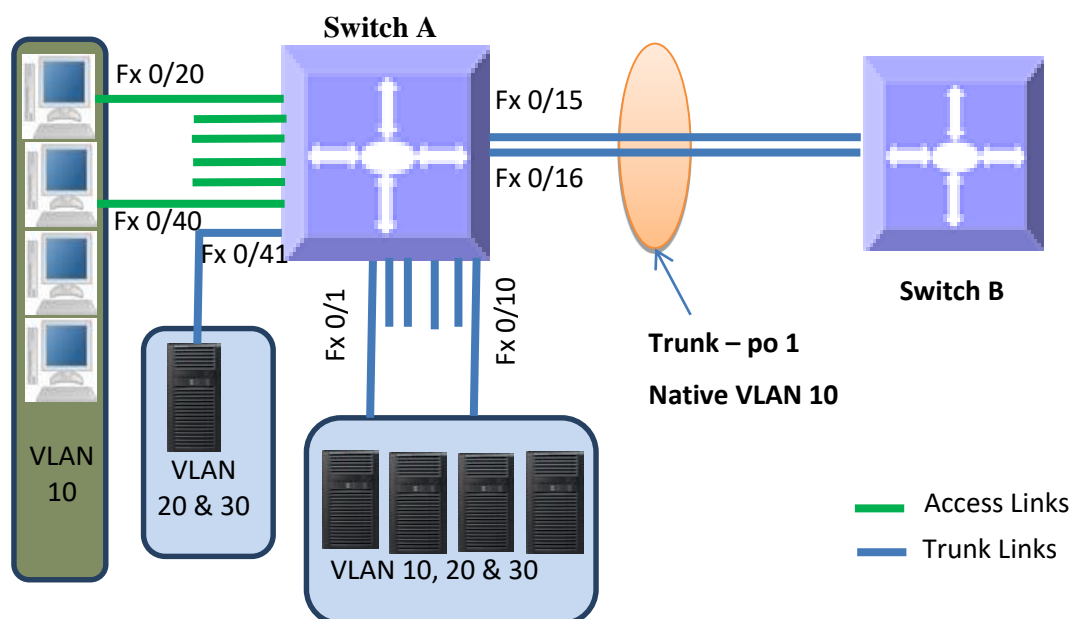 Switch A
Fx 0/20
Fx 0/15
Fx 0/16
Fx 0/40
Fx 0/41
Fx 0/1
Fx 0/10
Switch B
Trunk – po 1
Native VLAN 10
VLAN
10
VLAN
20 & 30
VLAN 10, 20 & 30
Access Links
Trunk Links